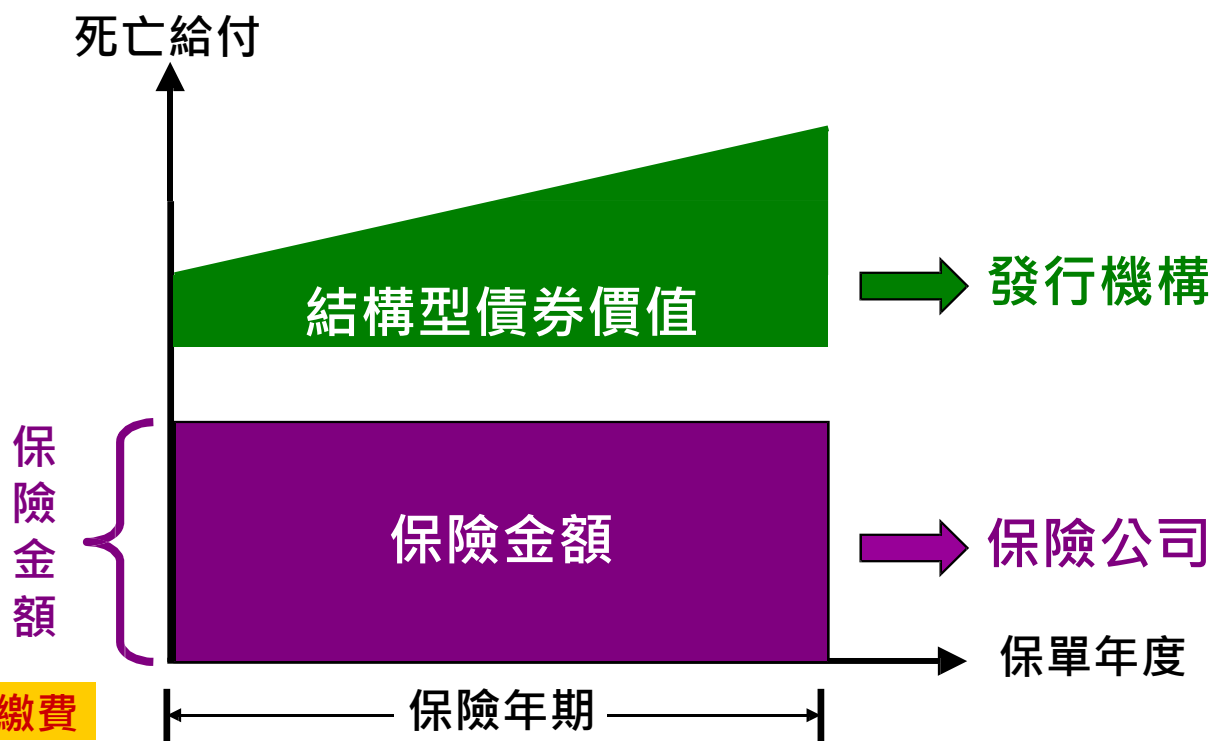 死亡給付
結構型債券價值
發行機構
保險金額
保險金額
保險公司
保單年度
繳費
保險年期